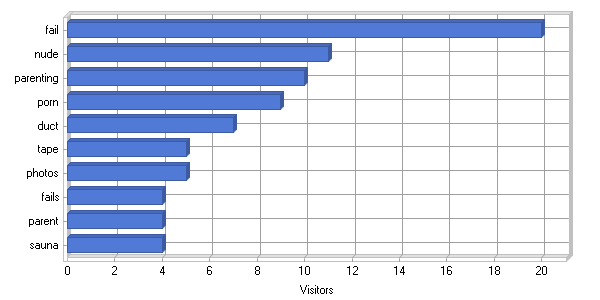 fail
nude
parenting
porn
duct
tape
photos
fails
parent
sauna
0 2 4 6 8 10 12 14 16 18 20
Visitors